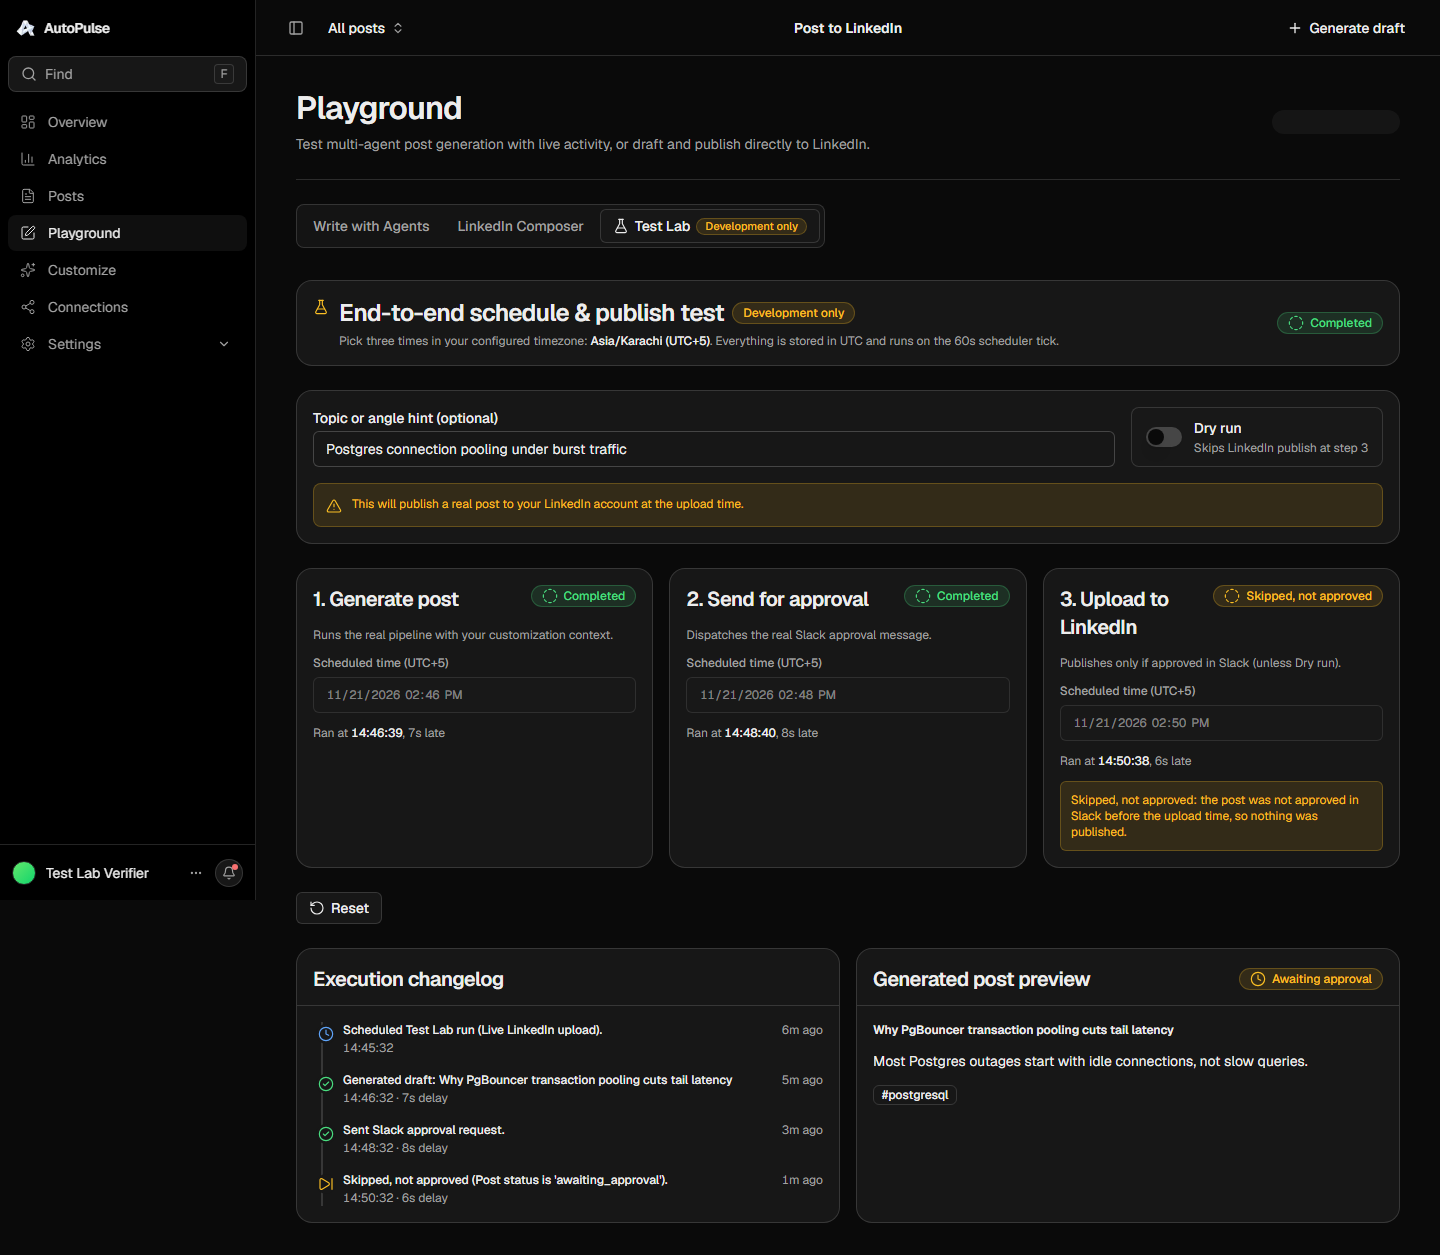 AutoPulse
All posts
Post to LinkedIn
Generate draft
Find
F
Overview
Analytics
Posts
Playground
Customize
Connections
Settings
Test Lab Verifier
Playground
Test multi-agent post generation with live activity, or draft and publish directly to LinkedIn.
Write with Agents
LinkedIn Composer
Test Lab
Development only
End-to-end schedule & publish test
Development only
Pick three times in your configured timezone: Asia/Karachi (UTC+5). Everything is stored in UTC and runs on the 60s scheduler tick.
Completed
Topic or angle hint (optional)
Postgres connection pooling under burst traffic
Dry run
Skips LinkedIn publish at step 3
This will publish a real post to your LinkedIn account at the upload time.
1. Generate post
Completed
Runs the real pipeline with your customization context.
Scheduled time (UTC+5)
11/21/2026 02:46 PM
Ran at 14:46:39, 7s late
2. Send for approval
Completed
Dispatches the real Slack approval message.
Scheduled time (UTC+5)
11/21/2026 02:48 PM
Ran at 14:48:40, 8s late
3. Upload to
LinkedIn
Skipped, not approved
Publishes only if approved in Slack (unless Dry run).
Scheduled time (UTC+5)
11/21/2026 02:50 PM
Ran at 14:50:38, 6s late
Skipped, not approved: the post was not approved in
Slack before the upload time, so nothing was
published.
Reset
Execution changelog
Scheduled Test Lab run (Live LinkedIn upload).
6m ago
14:45:32
Generated draft: Why PgBouncer transaction pooling cuts tail latency
5m ago
14:46:32 · 7s delay
Sent Slack approval request.
3m ago
14:48:32 · 8s delay
Skipped, not approved (Post status is 'awaiting_approval').
1m ago
14:50:32 · 6s delay
Generated post preview
Awaiting approval
Why PgBouncer transaction pooling cuts tail latency
Most Postgres outages start with idle connections, not slow queries.
#postgresql